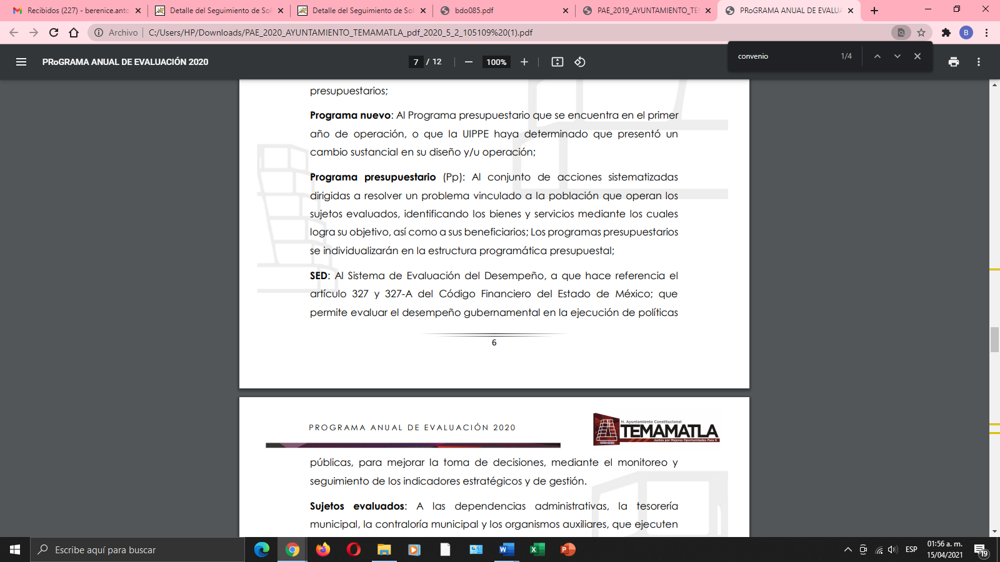 Recibidos (227) - berenice.anto
Detalle del Seguimiento de Sol
Detalle del Seguimiento de Sol
bdo085.pdf
PAE_2019_AYUNTAMIENTO_TE
PRoGRAMA ANUAL DE EVALUA
Archivo
C:/Users/HP/Downloads/PAE_2020_AYUNTAMIENTO_TEMAMATLA_pdf_2020_5_2_105109%20(1).pdf
B
PRoGRAMA ANUAL DE EVALUACIÓN 2020
7 / 12
100%
convenio
1/4
presupuestarios;
Programa nuevo: Al Programa presupuestario que se encuentra en el primer
año de operación, o que la UIPPE haya determinado que presentó un
cambio sustancial en su diseño y/u operación;
Programa presupuestario (Pp): Al conjunto de acciones sistematizadas
dirigidas a resolver un problema vinculado a la población que operan los
sujetos evaluados, identificando los bienes y servicios mediante los cuales
logra su objetivo, así como a sus beneficiarios; Los programas presupuestarios
se individualizarán en la estructura programática presupuestal;
SED: Al Sistema de Evaluación del Desempeño, a que hace referencia el
artículo 327 y 327-A del Código Financiero del Estado de México; que
permite evaluar el desempeño gubernamental en la ejecución de políticas
6
PROGRAMA ANUAL DE EVALUACIÓN 2020
H. Ayuntamiento Constitucional
TEMAMATLA
Juntos por Mejores Oportunidades Para ti
públicas, para mejorar la toma de decisiones, mediante el monitoreo y
seguimiento de los indicadores estratégicos y de gestión.
Sujetos evaluados: A las dependencias administrativas, la tesorería
municipal, la contraloría municipal y los organismos auxiliares, que ejecuten
Escribe aquí para buscar
ESP
01:56 a. m.
15/04/2021
19